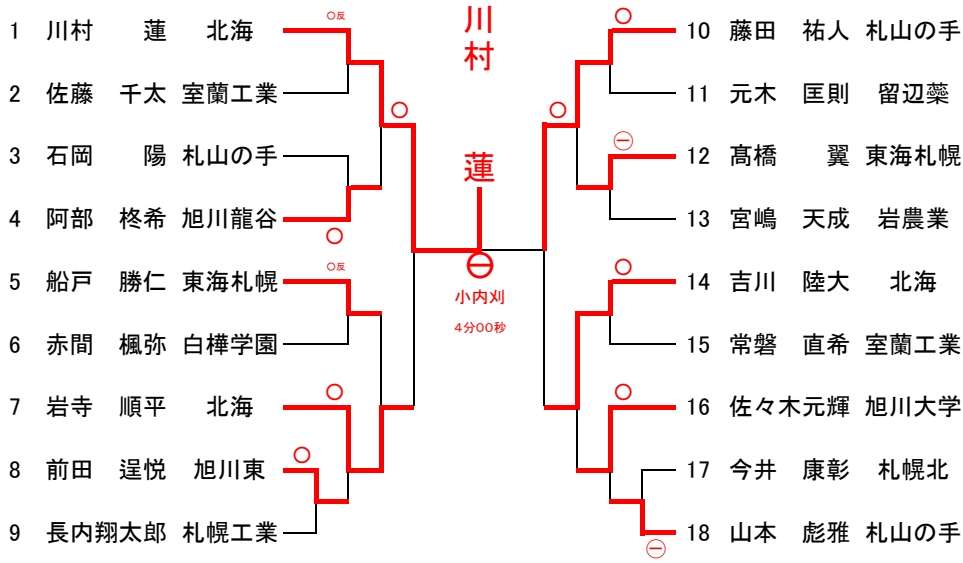 1 川村 蓮 北海
2 佐藤 千太 室蘭工業
3 石岡 陽 札山の手
4 阿部 柊希 旭川龍谷
5 船戸 勝仁 東海札幌
6 赤間 楓弥 白樺学園
7 岩寺 順平 北海
8 前田 逞悦 旭川東
9 長内翔太郎 札幌工業
〇反
〇
〇
〇反
〇
〇
川村 蓮
㊀
小内刈
4分00秒
〇
〇
㊀
〇
〇
㊀
10 藤田 祐人 札山の手
11 元木 匡則 留辺蘂
12 髙橋 翼 東海札幌
13 宮嶋 天成 岩農業
14 吉川 陸大 北海
15 常磐 直希 室蘭工業
16 佐々木元輝 旭川大学
17 今井 康彰 札幌北
18 山本 彪雅 札山の手